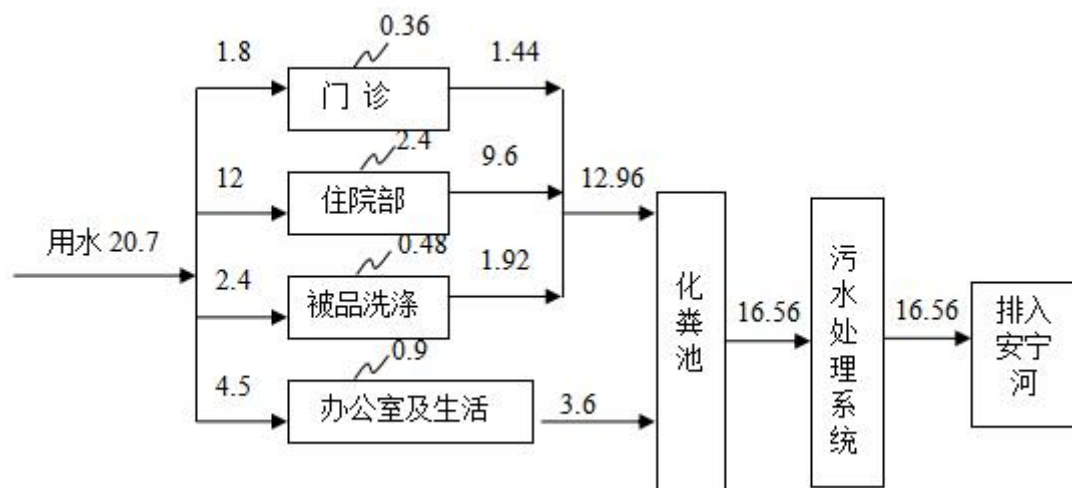 0.36
1.8
1.44
门 诊
2.4
12
9.6
12.96
住院部
用水 20.7
0.48
2.4
1.92
被品洗涤
0.9
4.5
办公室及生活
3.6
化粪池
16.56
污水处理系统
16.56
排入
安宁
河